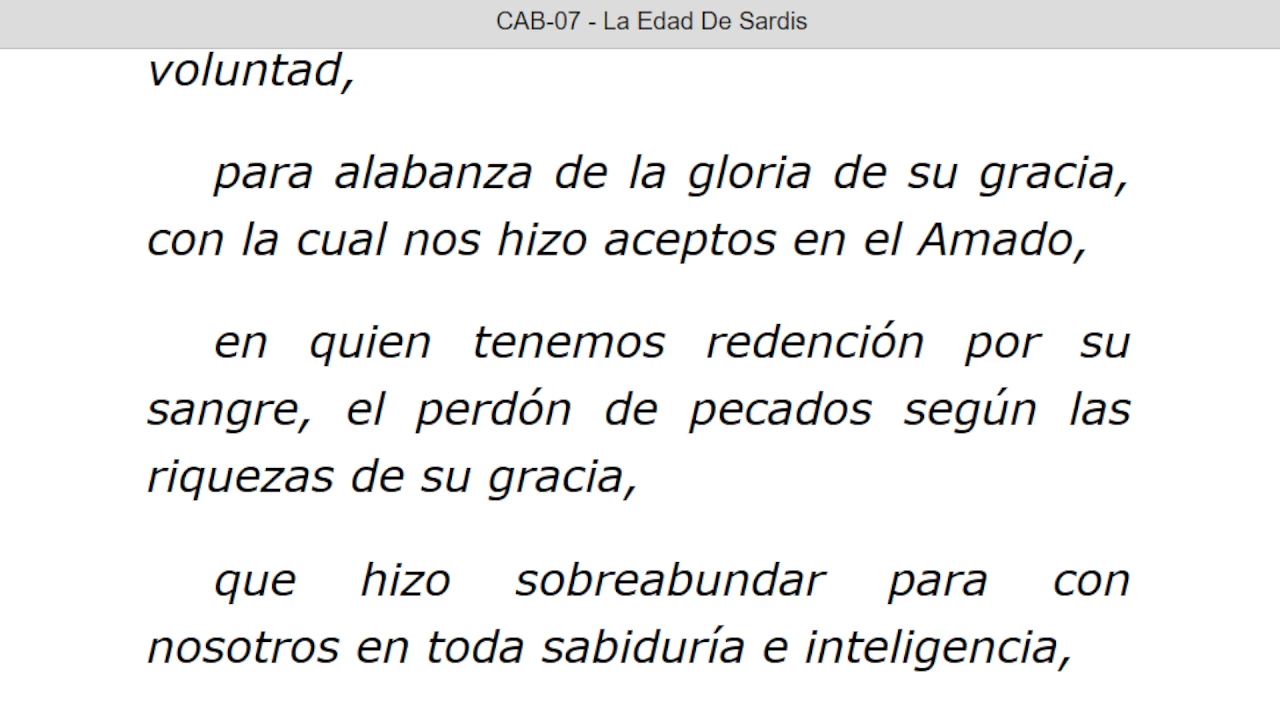 CAB-07 - La Edad De Sardis
voluntad,
para alabanza de la gloria de su gracia,
con la cual nos hizo aceptos en el Amado,
en quien tenemos redención por su
sangre, el perdón de pecados según las
riquezas de su gracia,
que hizo sobreabundar para con
nosotros en toda sabiduría e inteligencia,